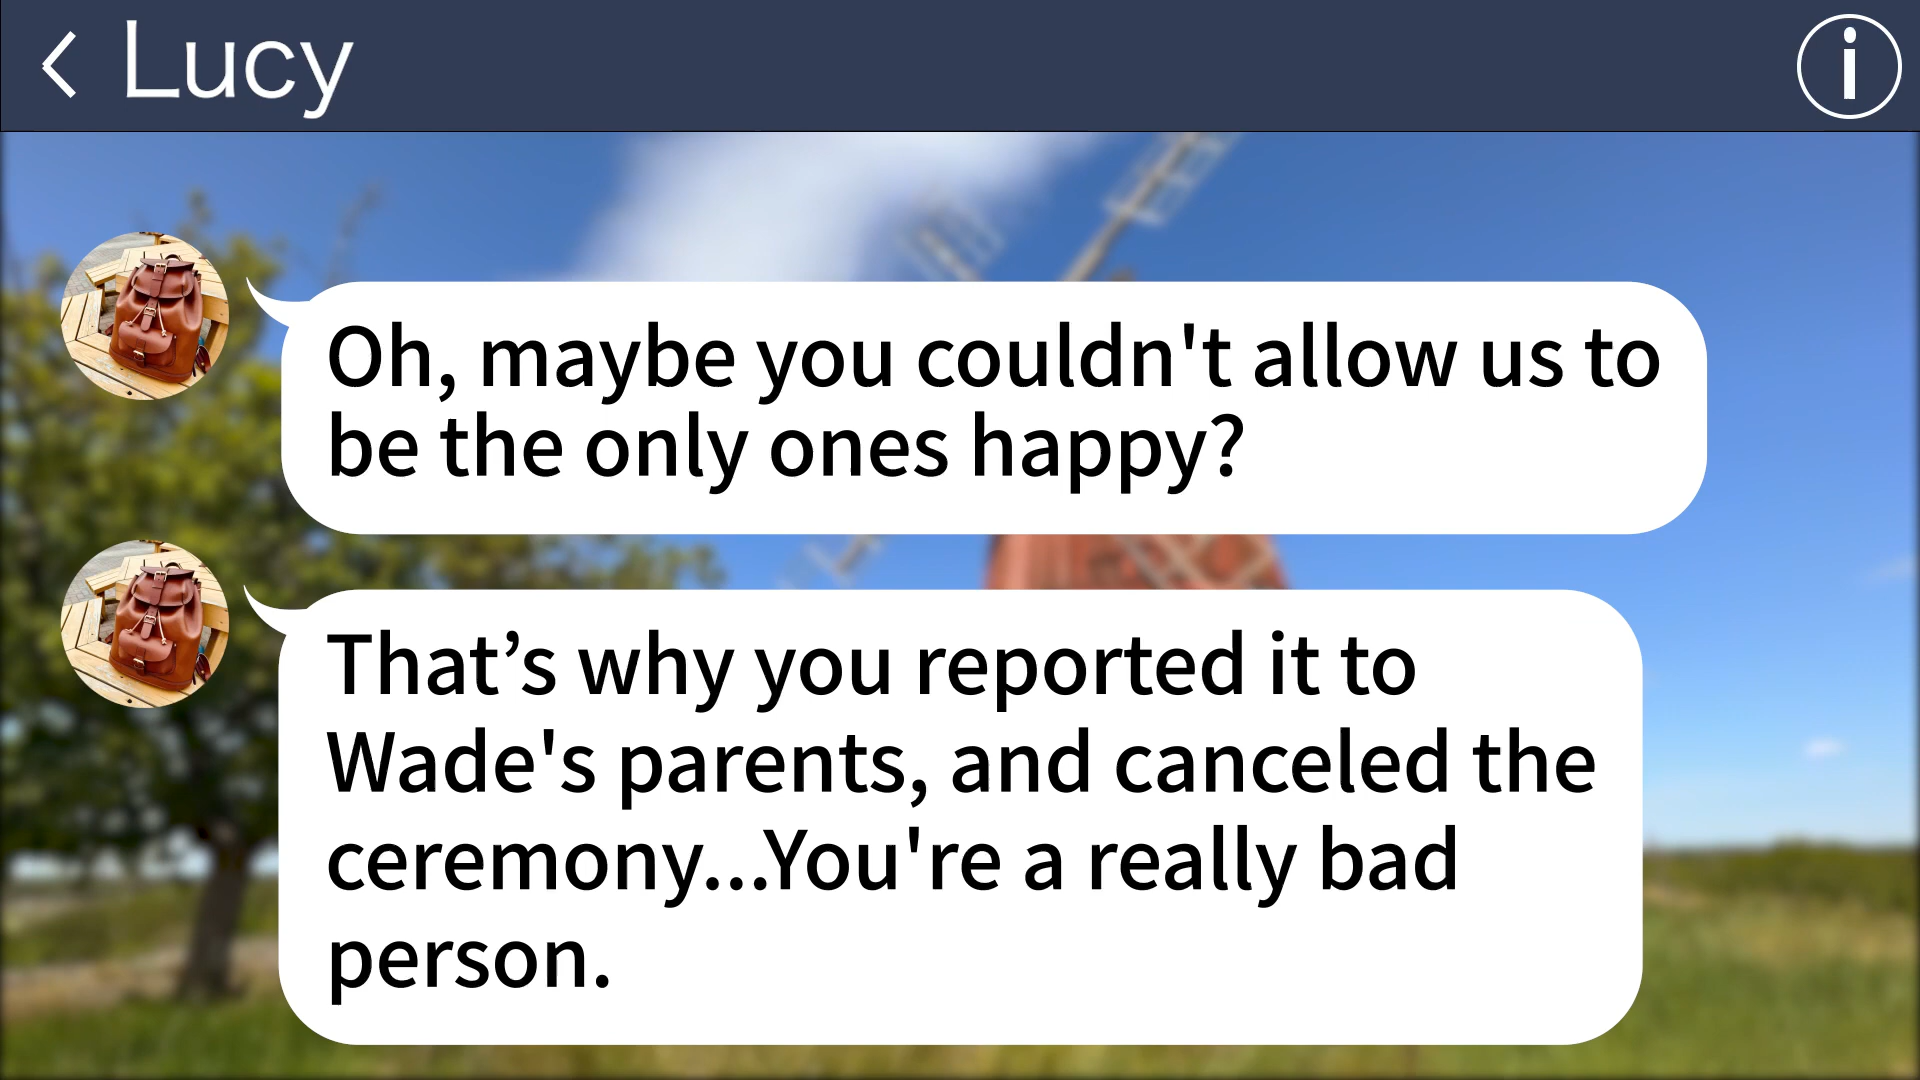 Lucy
Oh, maybe you couldn't allow us to
be the only ones happy?
That’s why you reported it to
Wade's parents, and canceled the
ceremony...You're a really bad
person.